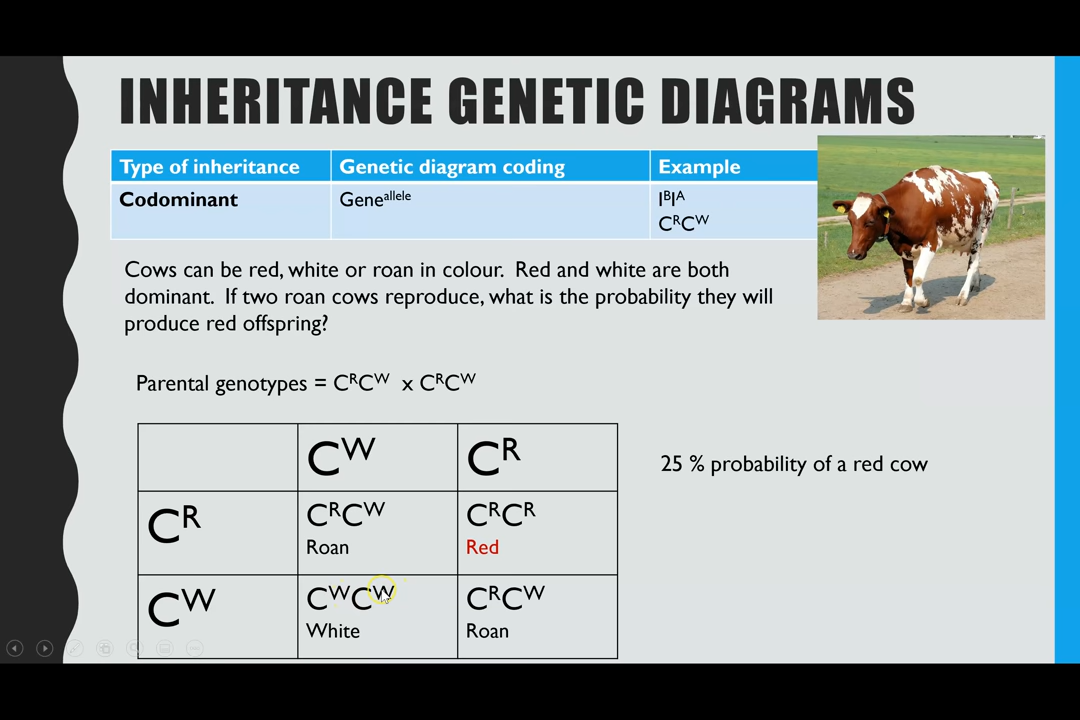 INHERITANCE GENETIC DIAGRAMS
Type of inheritance Genetic diagram coding Example
Codominant Gene^allele I^BI^A
C^RC^W
Cows can be red, white or roan in colour. Red and white are both
dominant. If two roan cows reproduce, what is the probability they will
produce red offspring?
Parental genotypes = C^RC^W x C^RC^W
C^W C^R
25 % probability of a red cow
C^R C^RC^W C^RC^R
Roan Red
C^W C^WC^W C^RC^W
White Roan